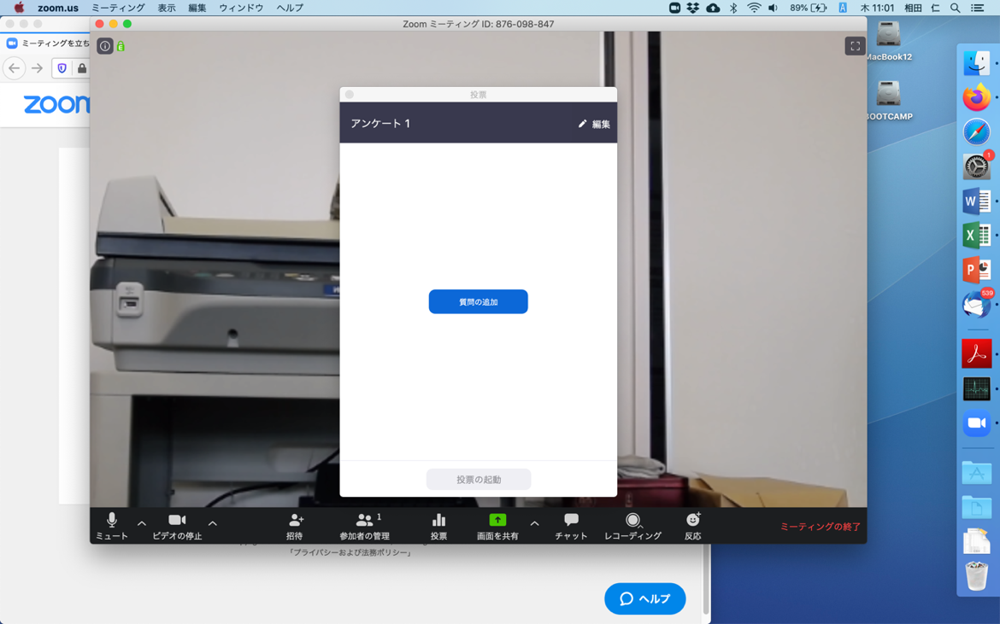 zoom.us ミーティング 表示 編集 ウィンドウ ヘルプ
89% A 木 11:01 相田 仁
Zoom ミーティング ID: 876-098-847
ミーティングを立ち
zoom
投票
アンケート 1
編集
質問の追加
投票の起動
ミュート
ビデオの停止
招待
1
参加者の管理
投票
画面を共有
チャット
レコーディング
反応
ミーティングの終了
「プライバシーおよび法務ポリシー」
ヘルプ
MacBook12
BOOTCAMP
1
W
X
P
539